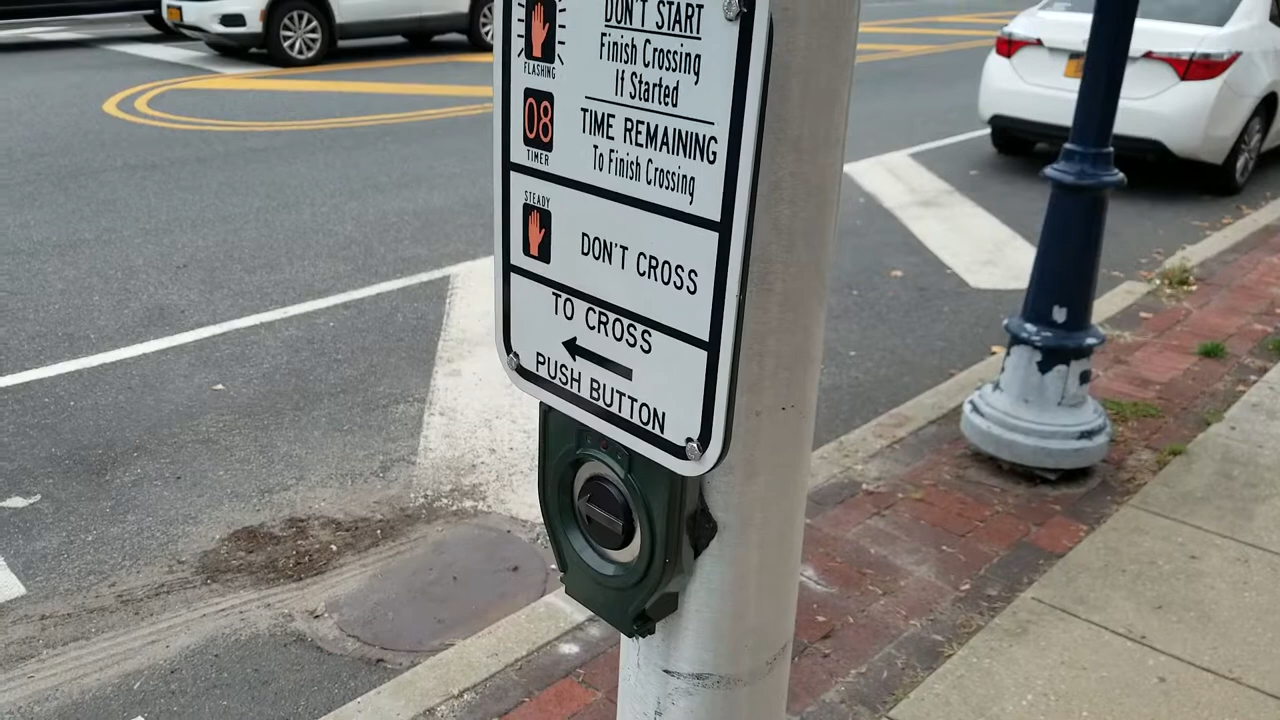 DON'T START
FLASHING
Finish Crossing
If Started
08
TIMER
TIME REMAINING
To Finish Crossing
STEADY
DON'T CROSS
TO CROSS
PUSH BUTTON